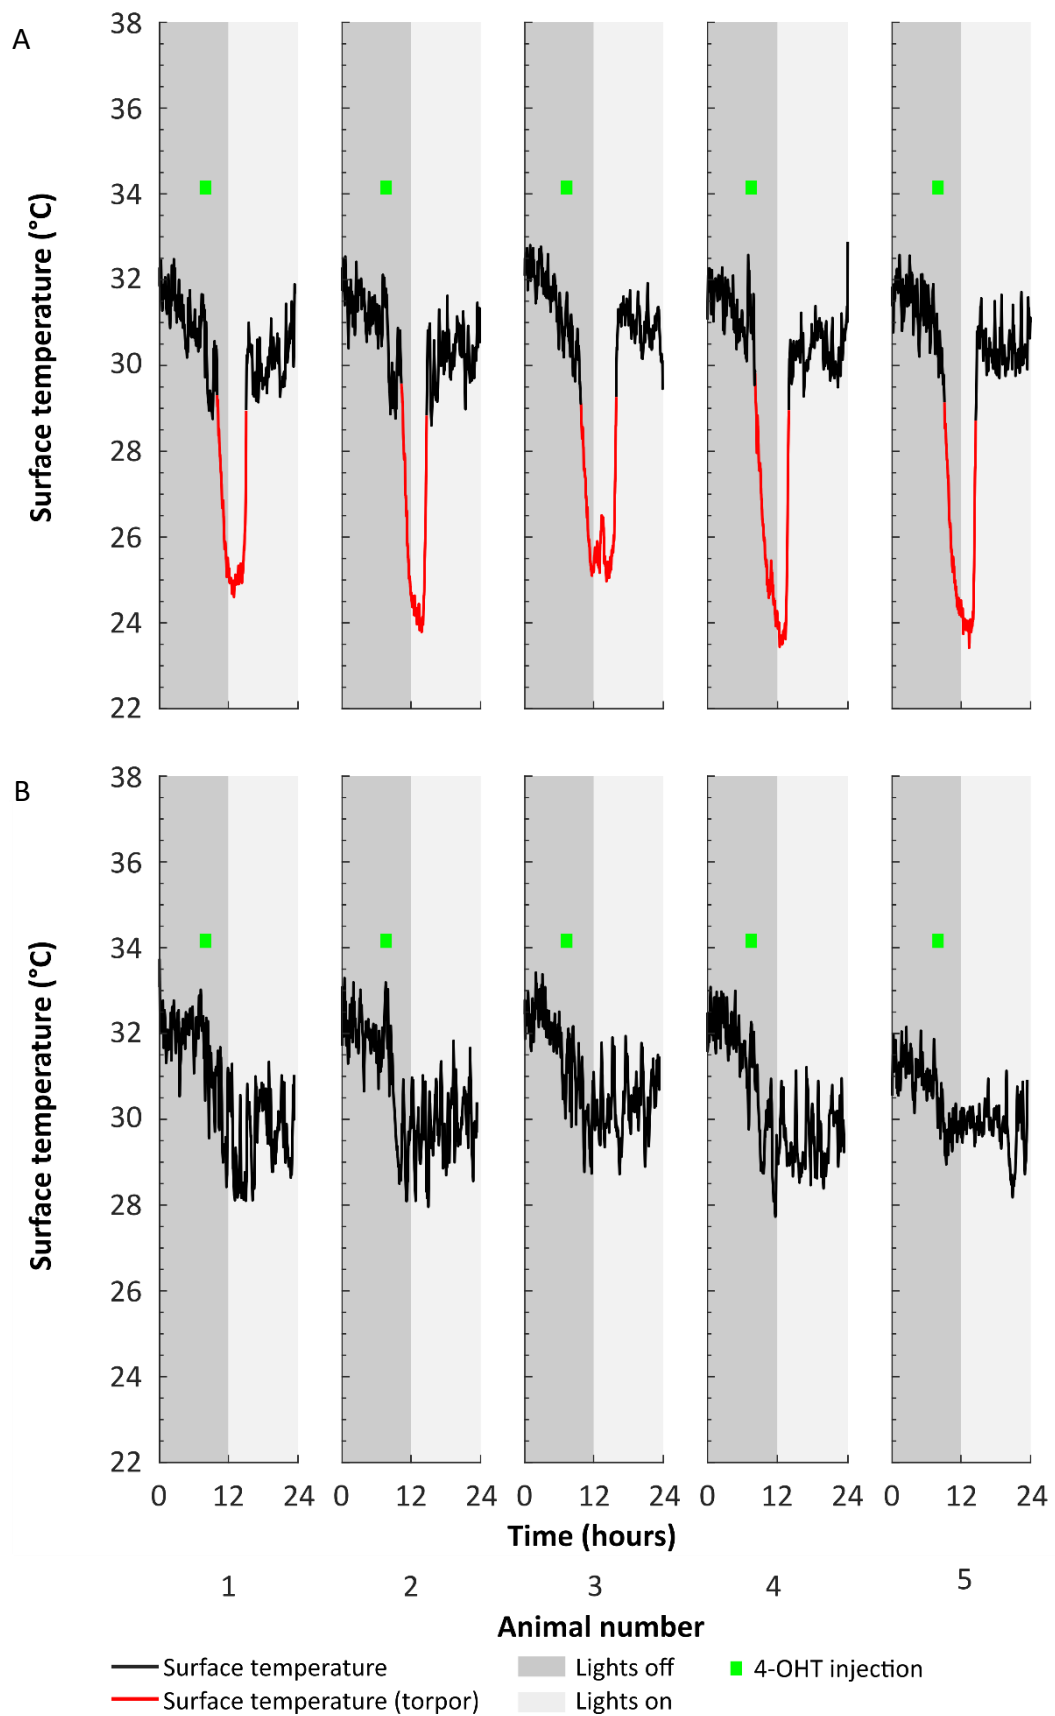 A
Surface temperature (°C)
38
36
34
32
30
28
26
24
22
B
Surface temperature (°C)
38
36
34
32
30
28
26
24
22
0 12 24 0 12 24 0 12 24 0 12 24 0 12 24
Time (hours)
1 2 3 4 5
Animal number
Surface temperature Lights off 4-OHT injection
Surface temperature (torpor) Lights on